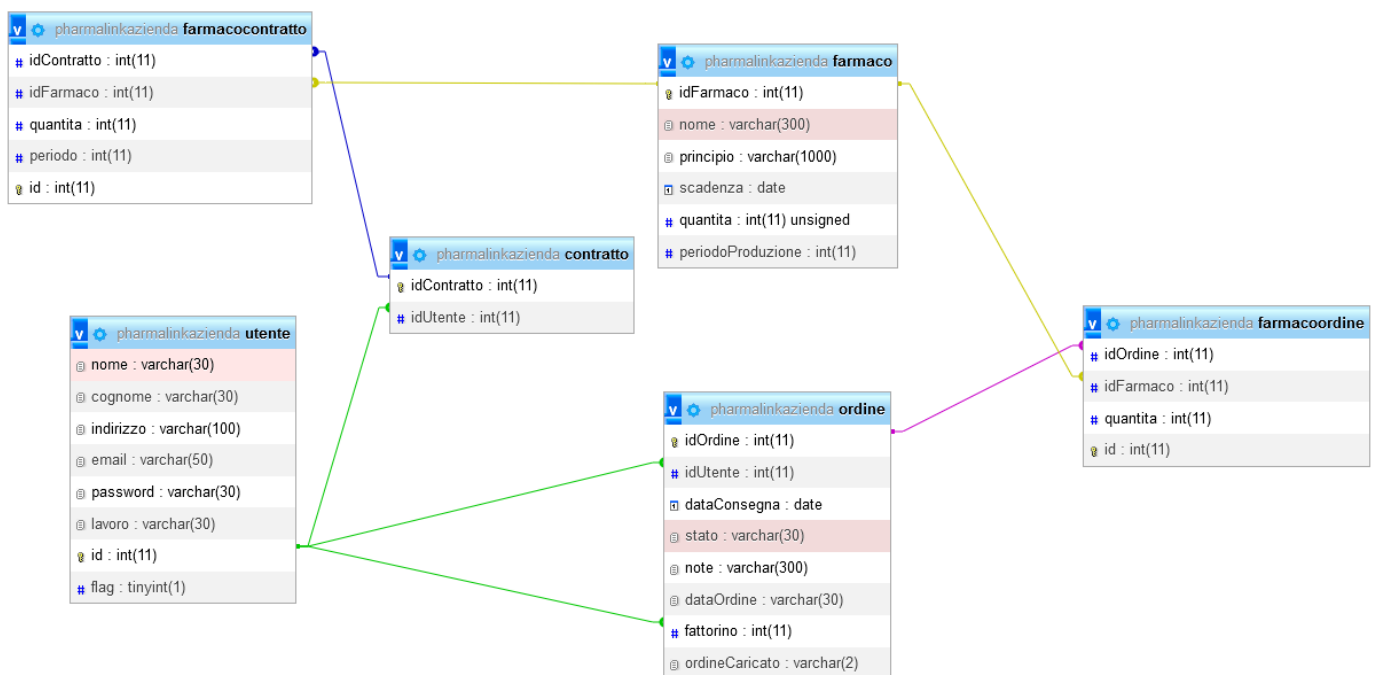 pharmalinkazienda farmacocontratto
idContratto : int(11)
idFarmaco : int(11)
quantita : int(11)
periodo : int(11)
id : int(11)
pharmalinkazienda farmaco
idFarmaco : int(11)
nome : varchar(300)
principio : varchar(1000)
scadenza : date
quantita : int(11) unsigned
periodoProduzione : int(11)
pharmalinkazienda contratto
idContratto : int(11)
idUtente : int(11)
pharmalinkazienda utente
nome : varchar(30)
cognome : varchar(30)
indirizzo : varchar(100)
email : varchar(50)
password : varchar(30)
lavoro : varchar(30)
id : int(11)
flag : tinyint(1)
pharmalinkazienda ordine
idOrdine : int(11)
idUtente : int(11)
dataConsegna : date
stato : varchar(30)
note : varchar(300)
dataOrdine : varchar(30)
fattorino : int(11)
ordineCaricato : varchar(2)
pharmalinkazienda farmacoordine
idOrdine : int(11)
idFarmaco : int(11)
quantita : int(11)
id : int(11)